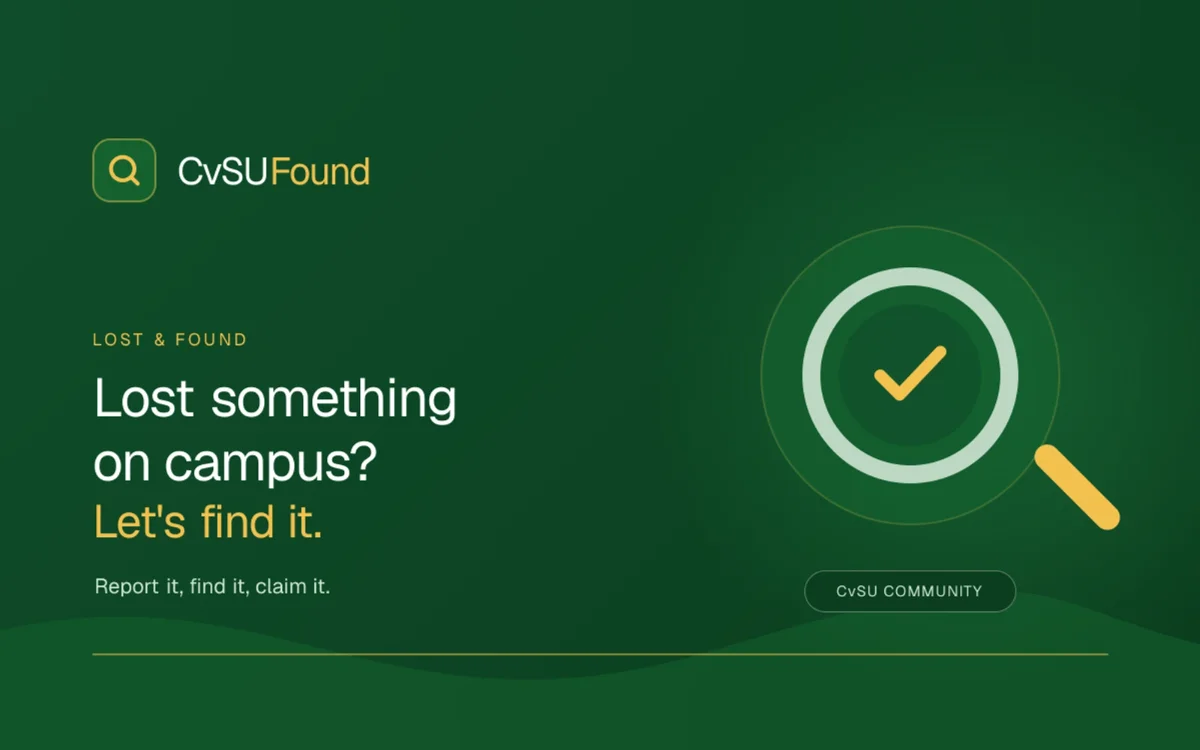 CvSUFound
LOST & FOUND
Lost something
on campus?
Let's find it.
Report it, find it, claim it.
CvSU COMMUNITY